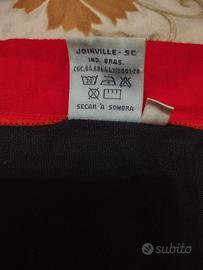 JOINVILLE - SC
IND. BRAS.
SECAR À SOMBRA
subito